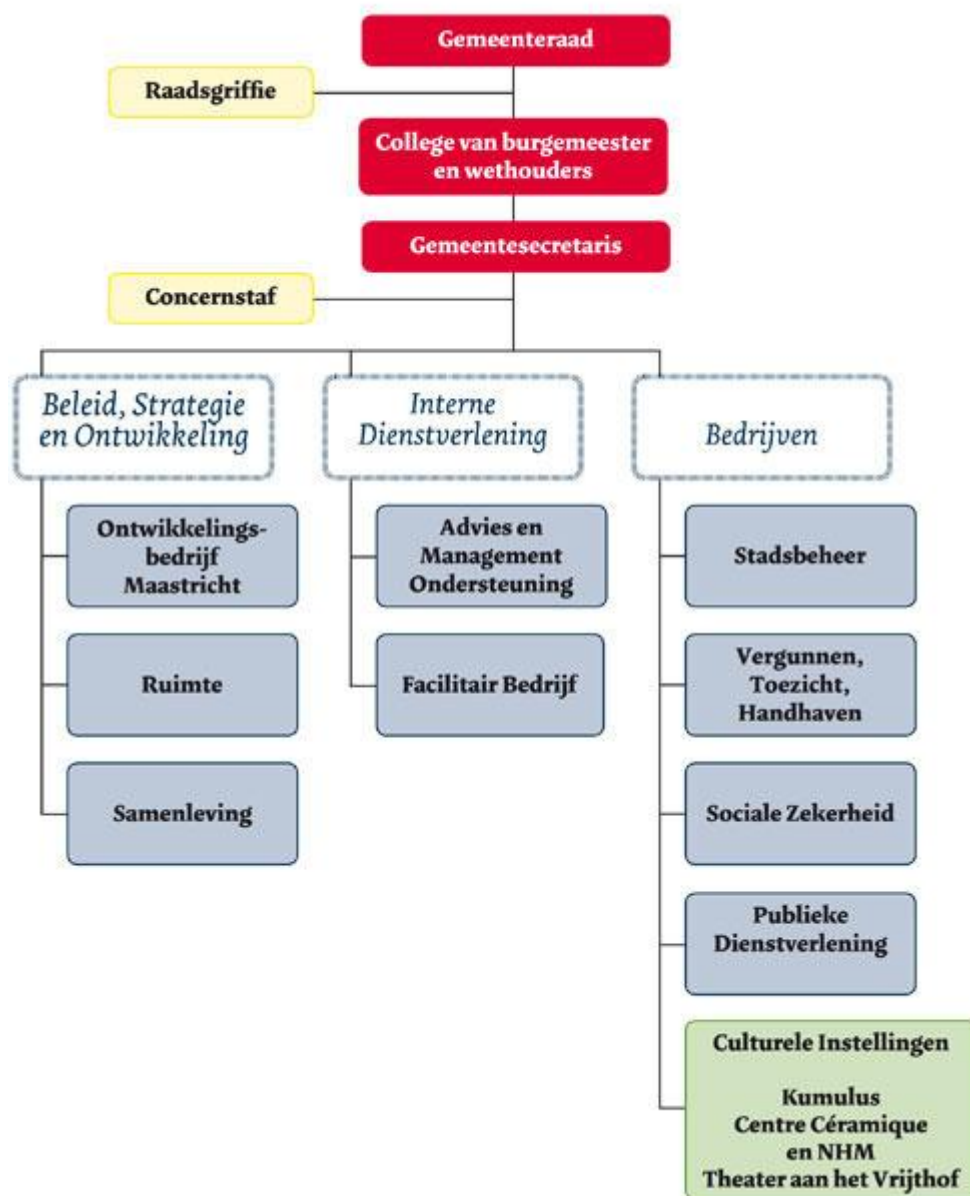 Gemeenteraad
Raadsgriffie
College van burgemeester
en wethouders
Gemeentesecretaris
Concernstaf
Beleid, Strategie
en Ontwikkeling
Interne
Dienstverlening
Bedrijven
Ontwikkelings-
bedrijf
Maastricht
Advies en
Management
Ondersteuning
Stadsbeheer
Ruimte
Facilitair Bedrijf
Vergunnen,
Toezicht,
Handhaven
Samenleving
Sociale Zekerheid
Publieke
Dienstverlening
Culturele Instellingen
Kumulus
Centre Céramique
en NHM
Theater aan het Vrijthof